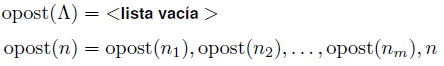 opost(Λ) = <lista vacía >
opost(n) = opost(n₁), opost(n₂), . . . , opost(nₘ), n